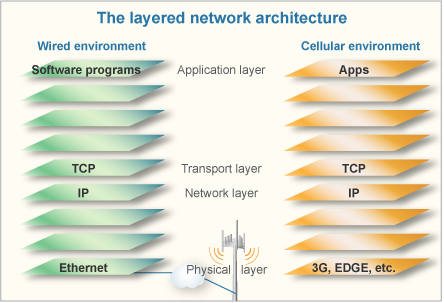 The layered network architecture
Wired environment
Cellular environment
Software programs
Application layer
Apps
TCP
Transport layer
TCP
IP
Network layer
IP
Ethernet
Physical layer
3G, EDGE, etc.